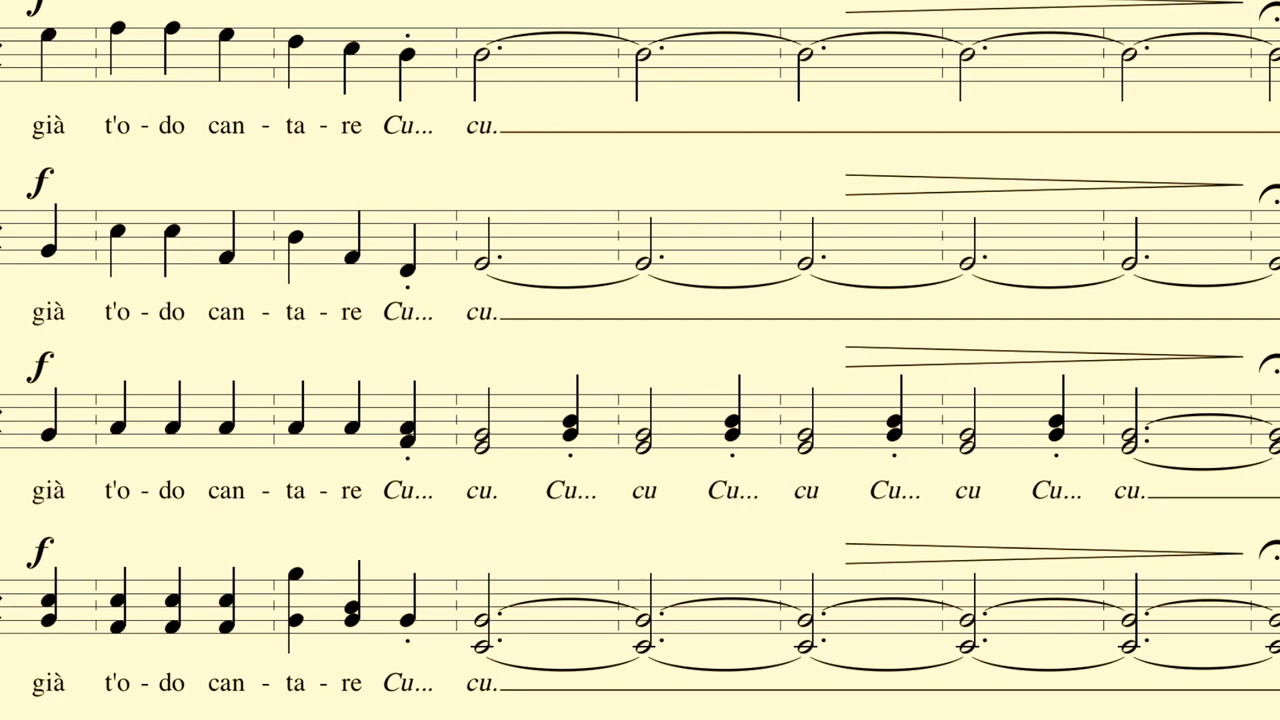 f
già t'o - do can - ta - re Cu... cu.
f
già t'o - do can - ta - re Cu... cu.
f
già t'o - do can - ta - re Cu... cu. Cu... cu Cu... cu Cu... cu Cu... cu.
f
già t'o - do can - ta - re Cu... cu.